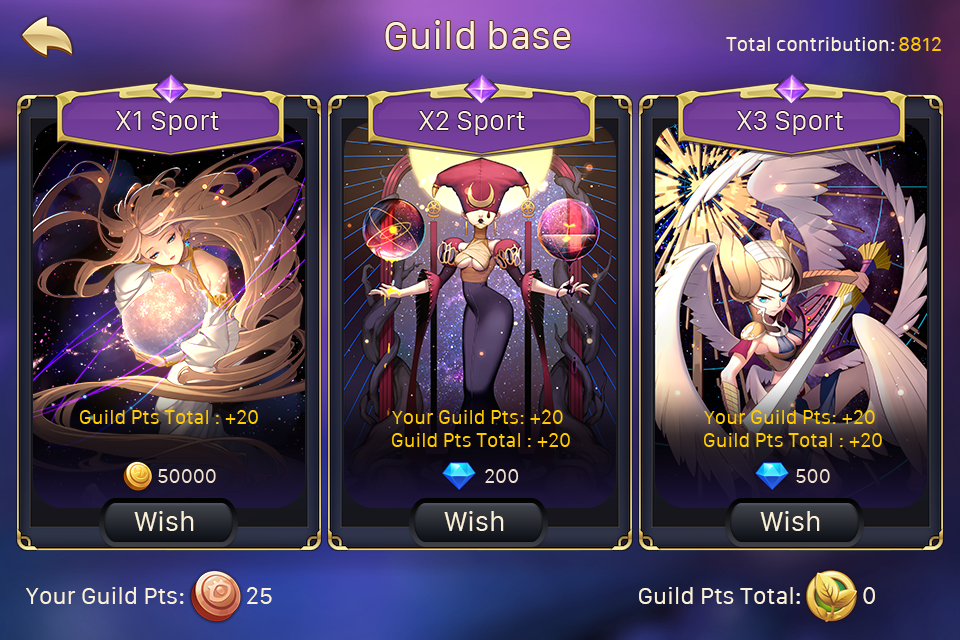 Guild base
Total contribution: 8812
X1 Sport
X2 Sport
X3 Sport
Guild Pts Total : +20
Your Guild Pts: +20
Guild Pts Total : +20
Your Guild Pts: +20
Guild Pts Total : +20
50000
200
500
Wish
Wish
Wish
Your Guild Pts: 25
Guild Pts Total: 0